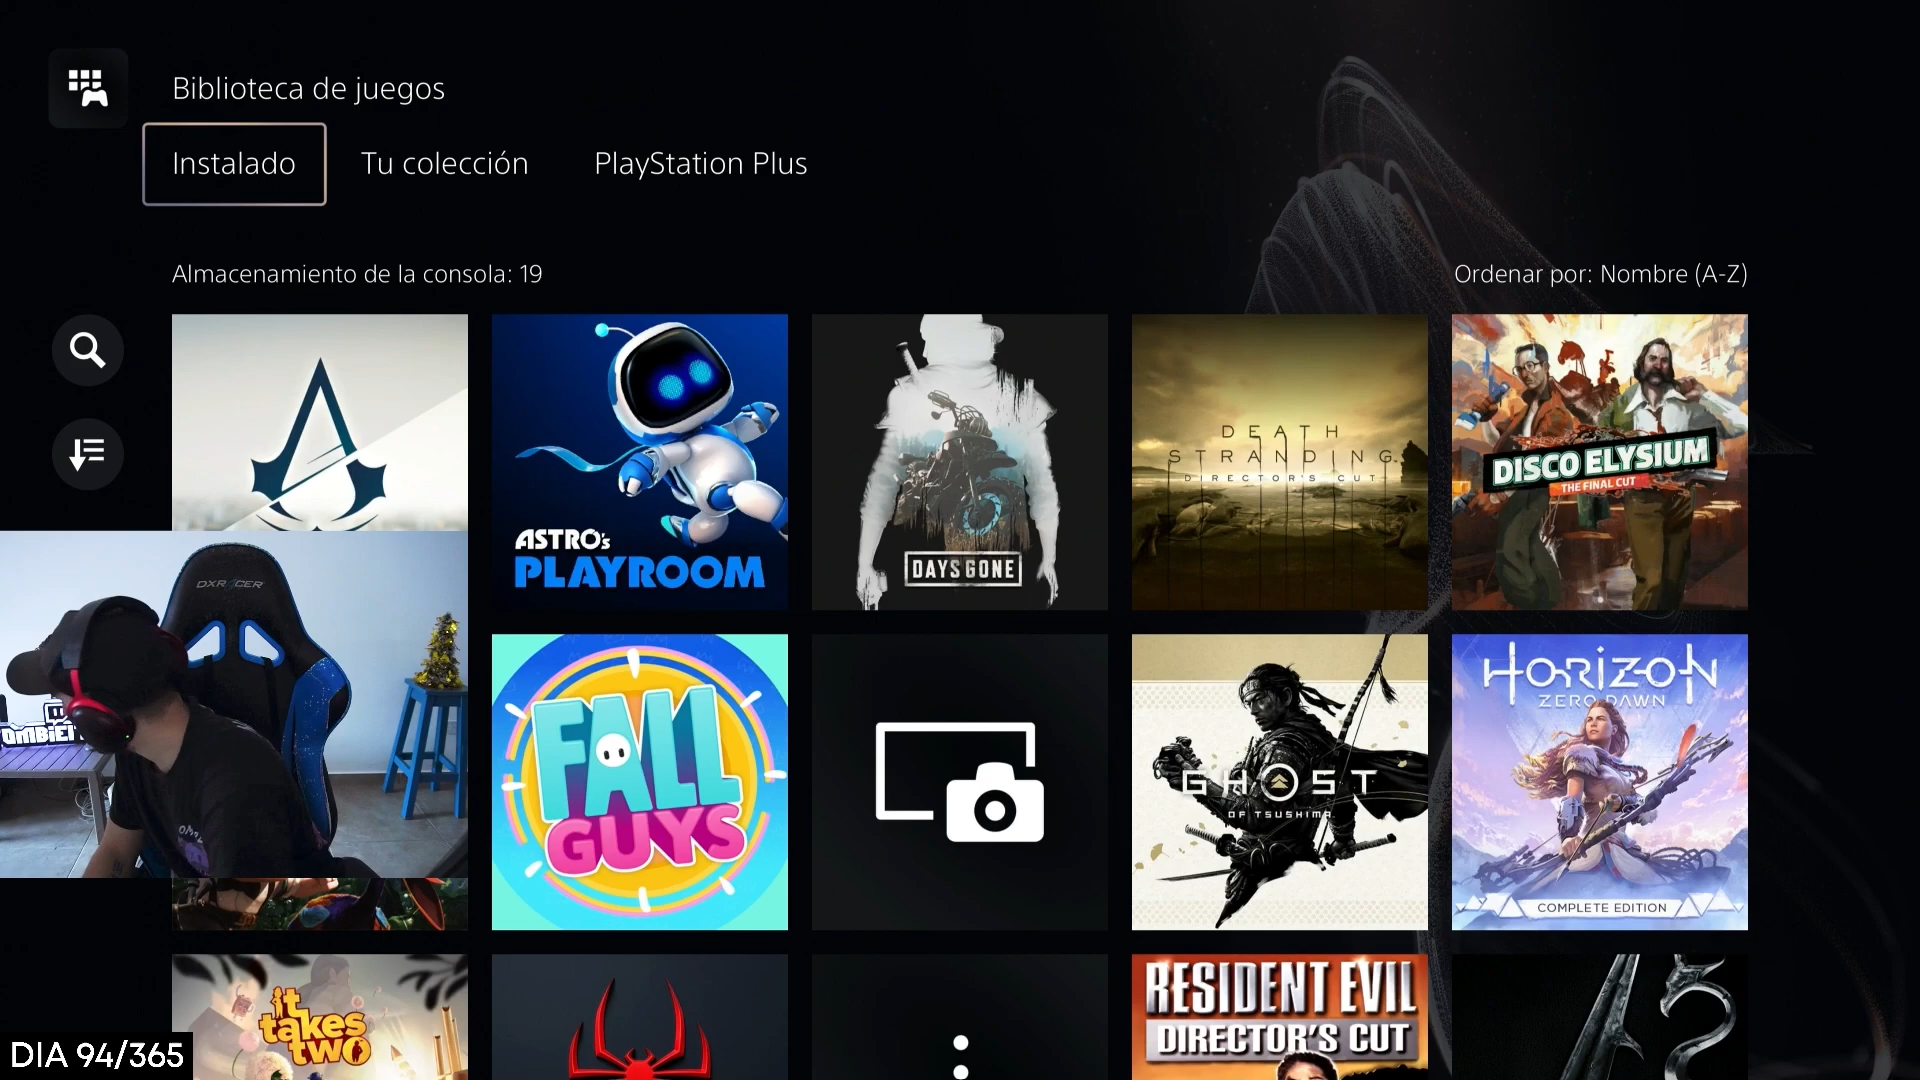 Biblioteca de juegos
Instalado
Tu colección
PlayStation Plus
Almacenamiento de la consola: 19
Ordenar por: Nombre (A-Z)
ASTRO's
PLAYROOM
DAYS GONE
DEATH
STRANDING
DIRECTOR'S CUT
DISCO ELYSIUM
THE FINAL CUT
DXRACER
FALL
GUYS
GHOST
OF TSUSHIMA
HORIZON
ZERO DAWN
COMPLETE EDITION
it
takes
two
RESIDENT EVIL
DIRECTOR'S CUT
DIA 94/365